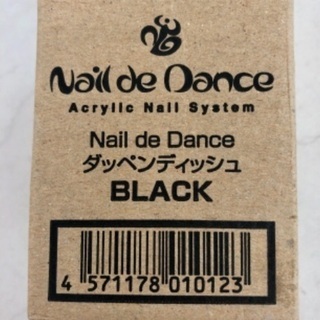 Nail de Dance
Acrylic Nail System
Nail de Dance
ダッペンディッシュ
BLACK
4 571178 010123